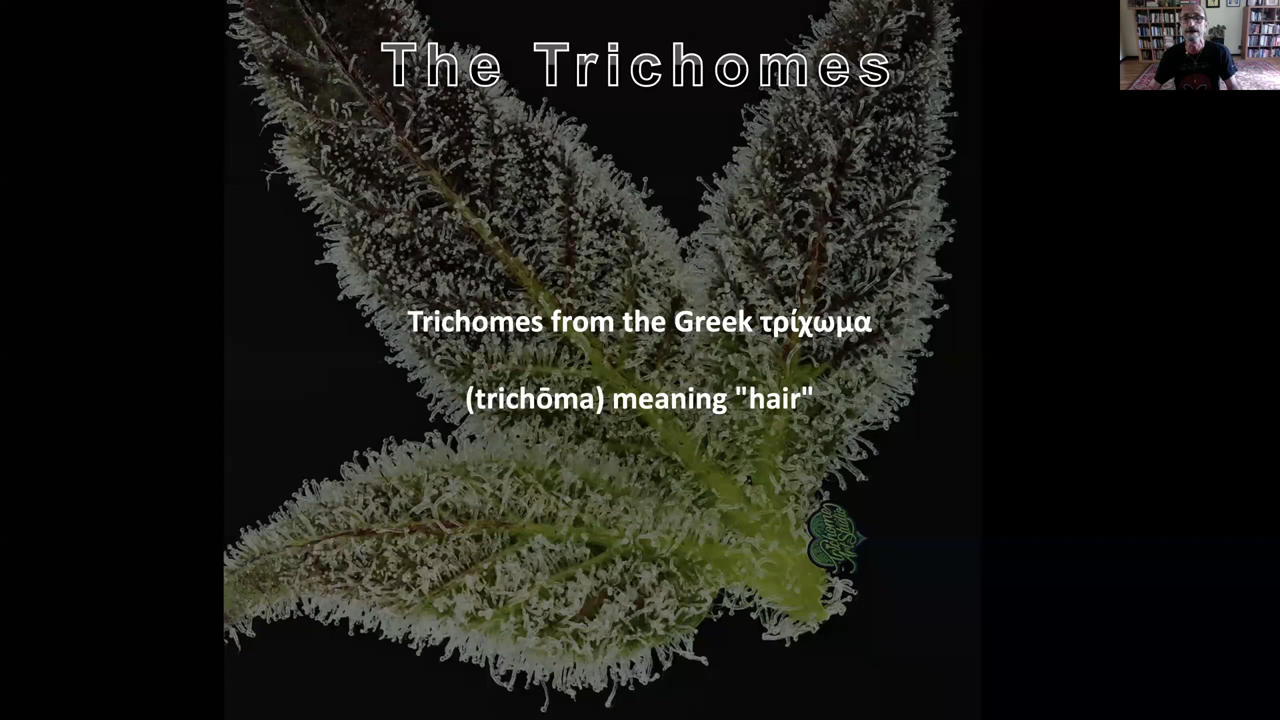 The Trichomes
Trichomes from the Greek τρίχωμα
(trichōma) meaning "hair"